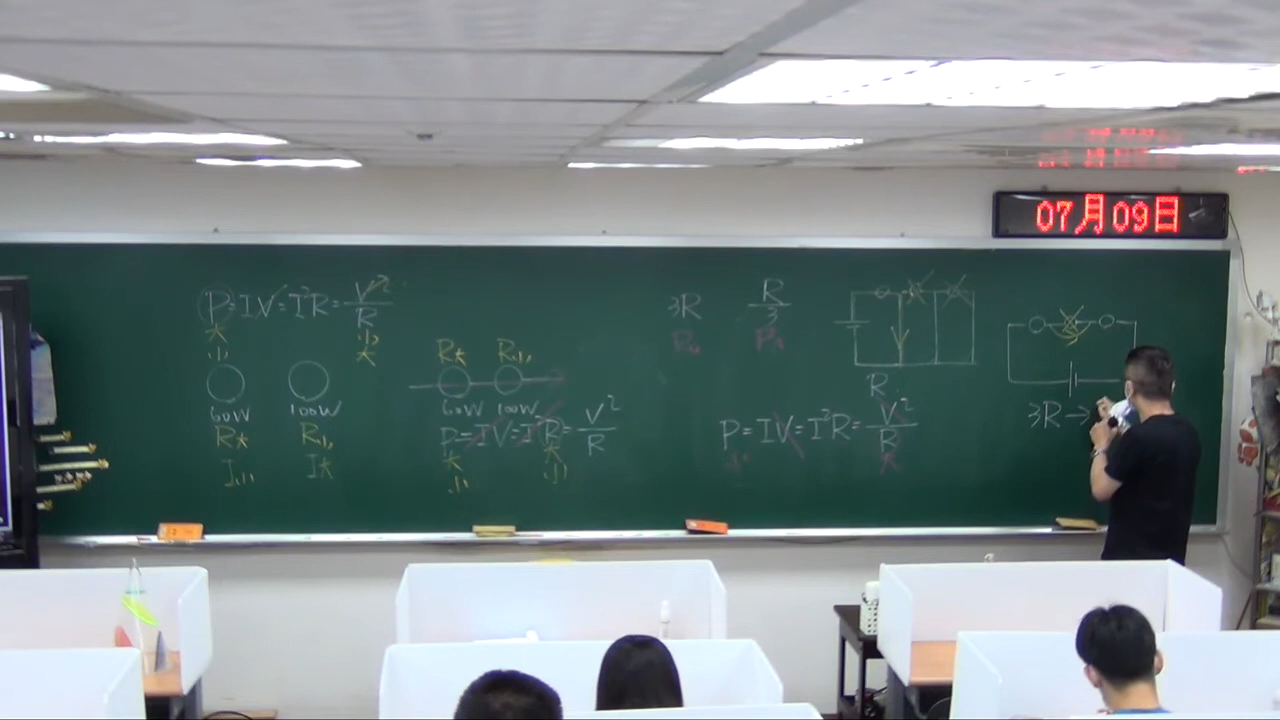 07月09日
P=IV=I²R=V²/R
大 小
小 大
60W 100W
R大 R小
I小 I大
R大 R小
60W 100W
P=IV=I²R=V²/R
大 大
小 小
3R R/3
R
P=IV=I²R=V²/R
3R→